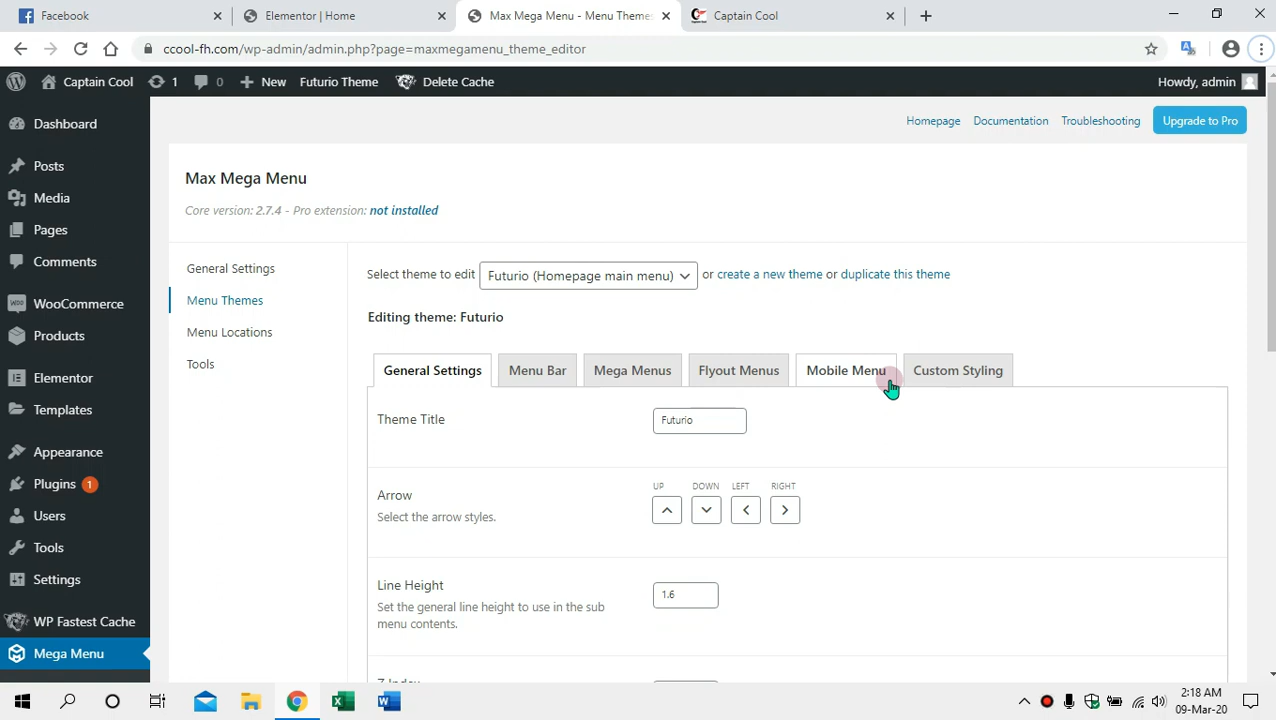 Facebook
Elementor | Home
Max Mega Menu - Menu Themes
Captain Cool
ccool-fh.com/wp-admin/admin.php?page=maxmegamenu_theme_editor
Captain Cool 1 0 New Futurio Theme Delete Cache Howdy, admin
Dashboard
Posts
Media
Pages
Comments
WooCommerce
Products
Elementor
Templates
Appearance
Plugins 1
Users
Tools
Settings
WP Fastest Cache
Mega Menu
Homepage Documentation Troubleshooting Upgrade to Pro
Max Mega Menu
Core version: 2.7.4 - Pro extension: not installed
General Settings
Menu Themes
Menu Locations
Tools
Select theme to edit Futurio (Homepage main menu) or create a new theme or duplicate this theme
Editing theme: Futurio
General Settings Menu Bar Mega Menus Flyout Menus Mobile Menu Custom Styling
Theme Title Futurio
UP DOWN LEFT RIGHT
Arrow
Select the arrow styles.
Line Height 1.6
Set the general line height to use in the sub
menu contents.
Z Index
2:18 AM
09-Mar-20